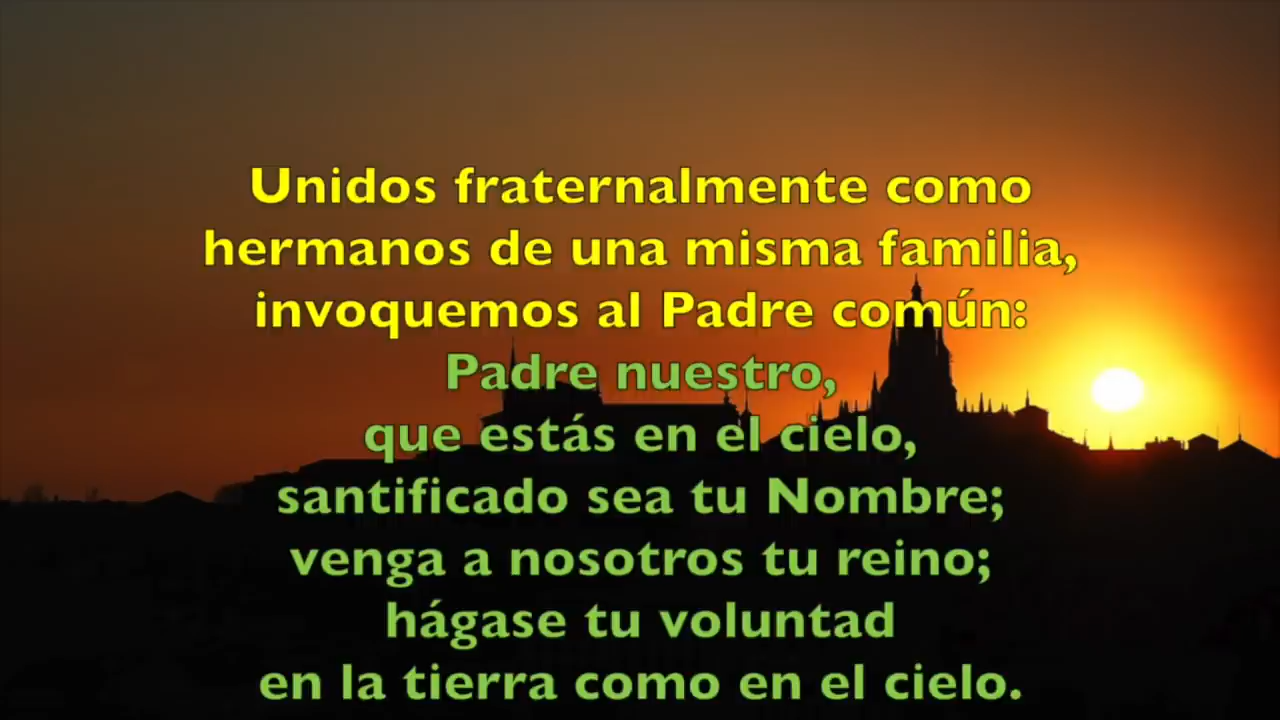 Unidos fraternalmente como
hermanos de una misma familia,
invoquemos al Padre común:
Padre nuestro,
que estás en el cielo,
santificado sea tu Nombre;
venga a nosotros tu reino;
hágase tu voluntad
en la tierra como en el cielo.